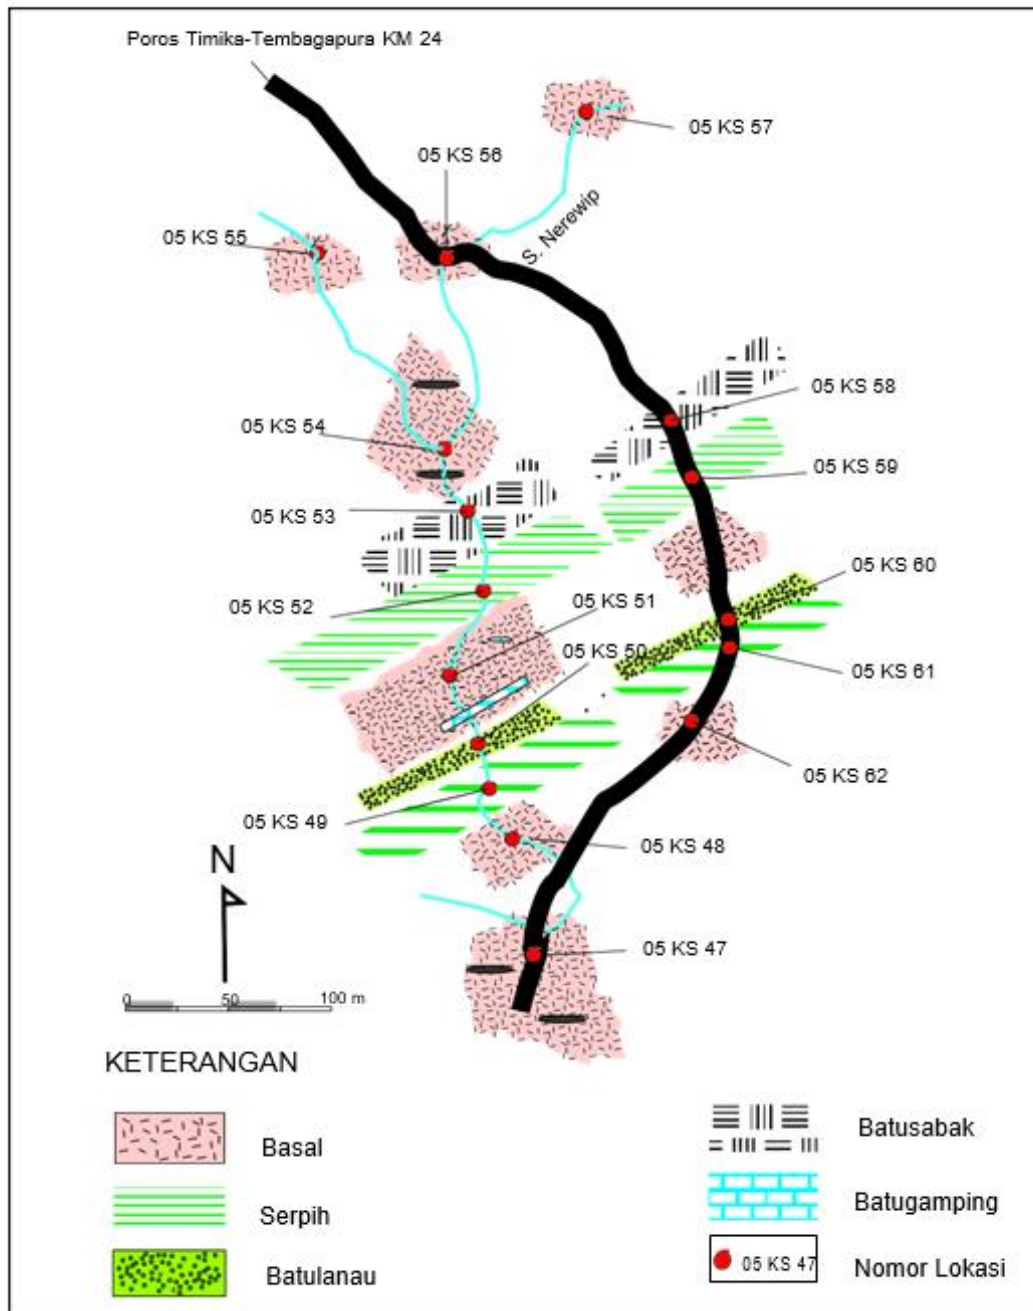 Poros Timika-Tembagapura KM 24
05 KS 57
05 KS 56
S. Nerewip
05 KS 55
05 KS 58
05 KS 54
05 KS 59
05 KS 53
05 KS 60
05 KS 52
05 KS 51
05 KS 50
05 KS 61
05 KS 62
05 KS 49
05 KS 48
N
05 KS 47
0 50 100 m
KETERANGAN
Basal
Serpih
Batulanau
Batusabak
Batugamping
05 KS 47
Nomor Lokasi